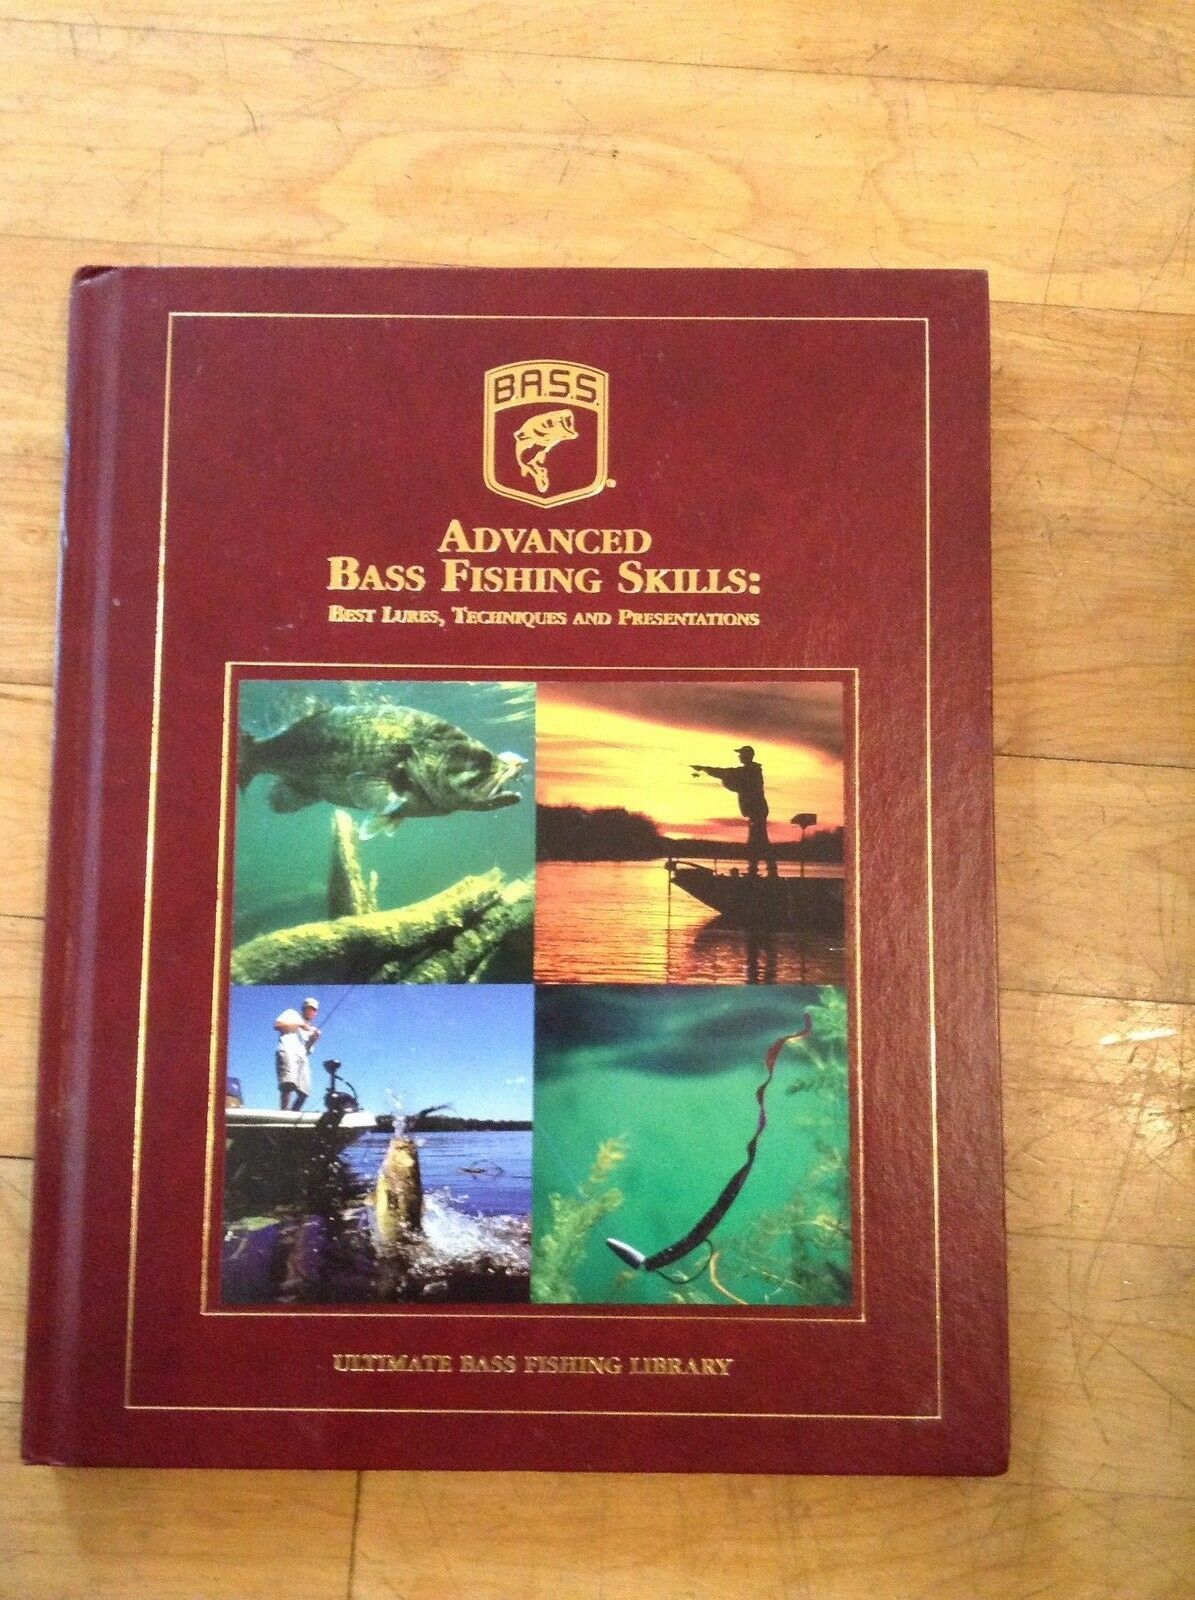 B.A.S.S.
®
ADVANCED
BASS FISHING SKILLS:
BEST LURES, TECHNIQUES AND PRESENTATIONS
ULTIMATE BASS FISHING LIBRARY